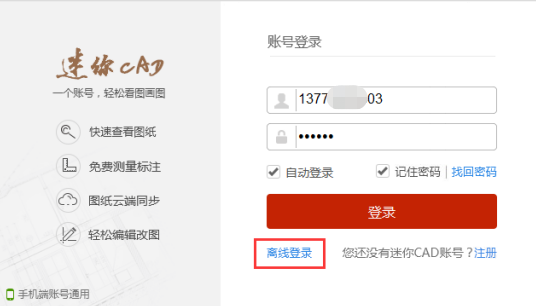 迷你CAD
一个账号，轻松看图画图
快速查看图纸
免费测量标注
图纸云端同步
轻松编辑改图
手机端账号通用
账号登录
1377 03
••••••
自动登录 记住密码 | 找回密码
登录
离线登录 您还没有迷你CAD账号？注册